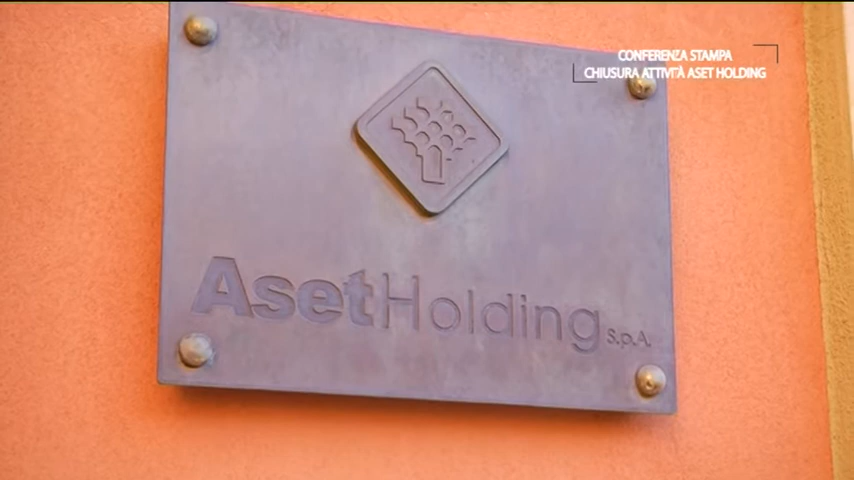 CONFERENZA STAMPA
CHIUSURA ATTIVITÀ ASET HOLDING
AsetHolding S.p.A.